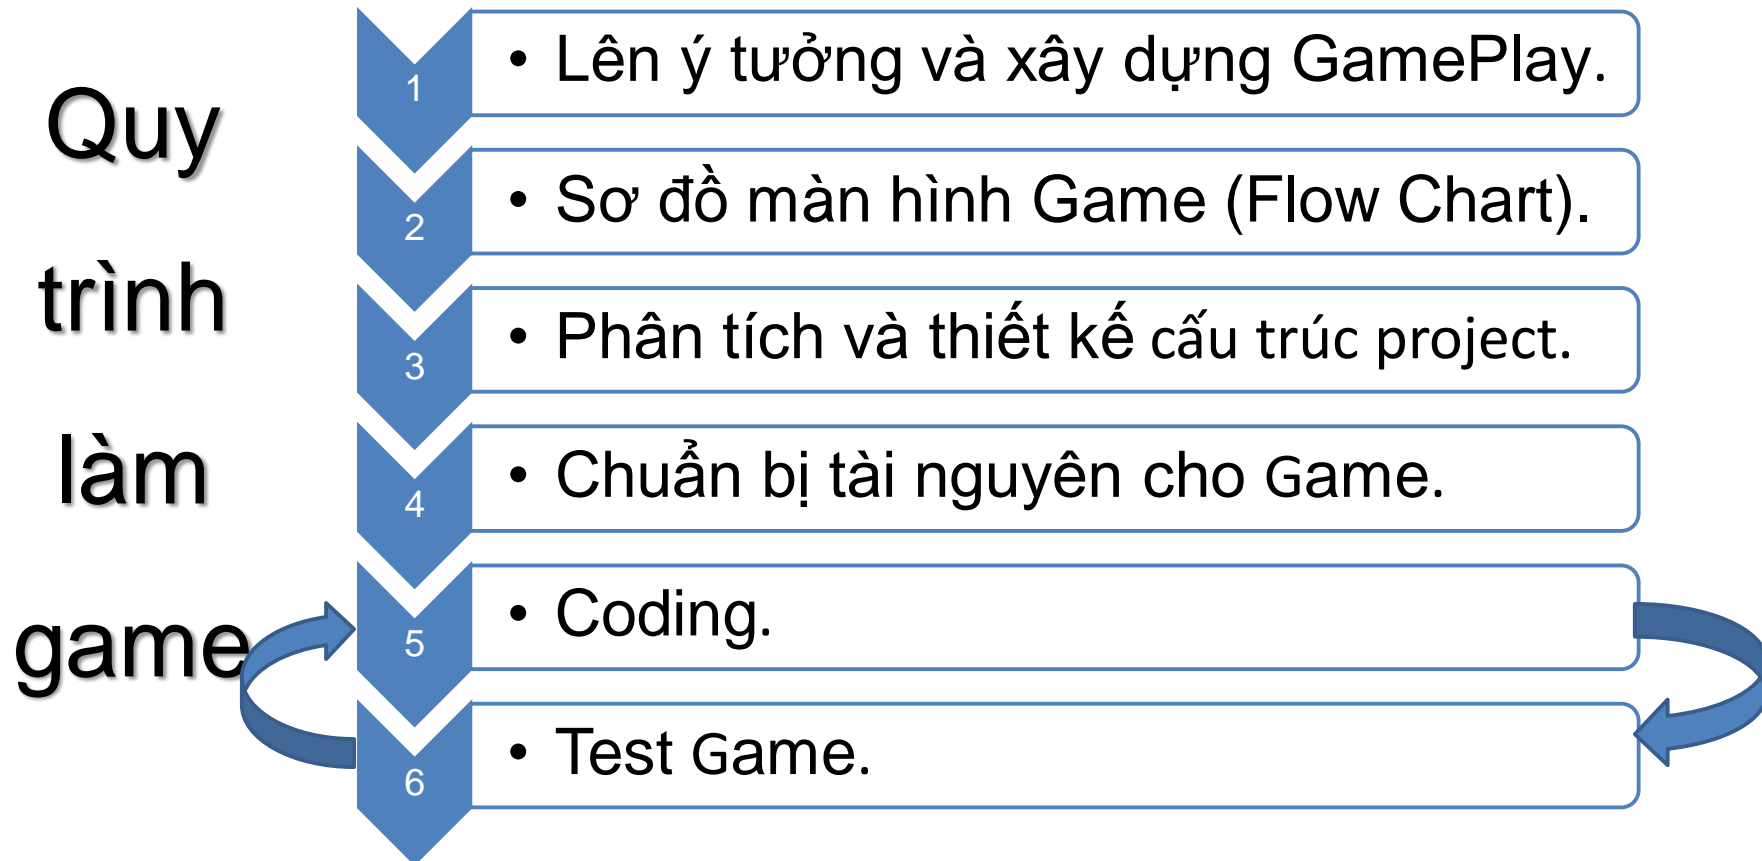 Quy
trình
làm
game
1
• Lên ý tưởng và xây dựng GamePlay.
2
• Sơ đồ màn hình Game (Flow Chart).
3
• Phân tích và thiết kế cấu trúc project.
4
• Chuẩn bị tài nguyên cho Game.
5
• Coding.
6
• Test Game.